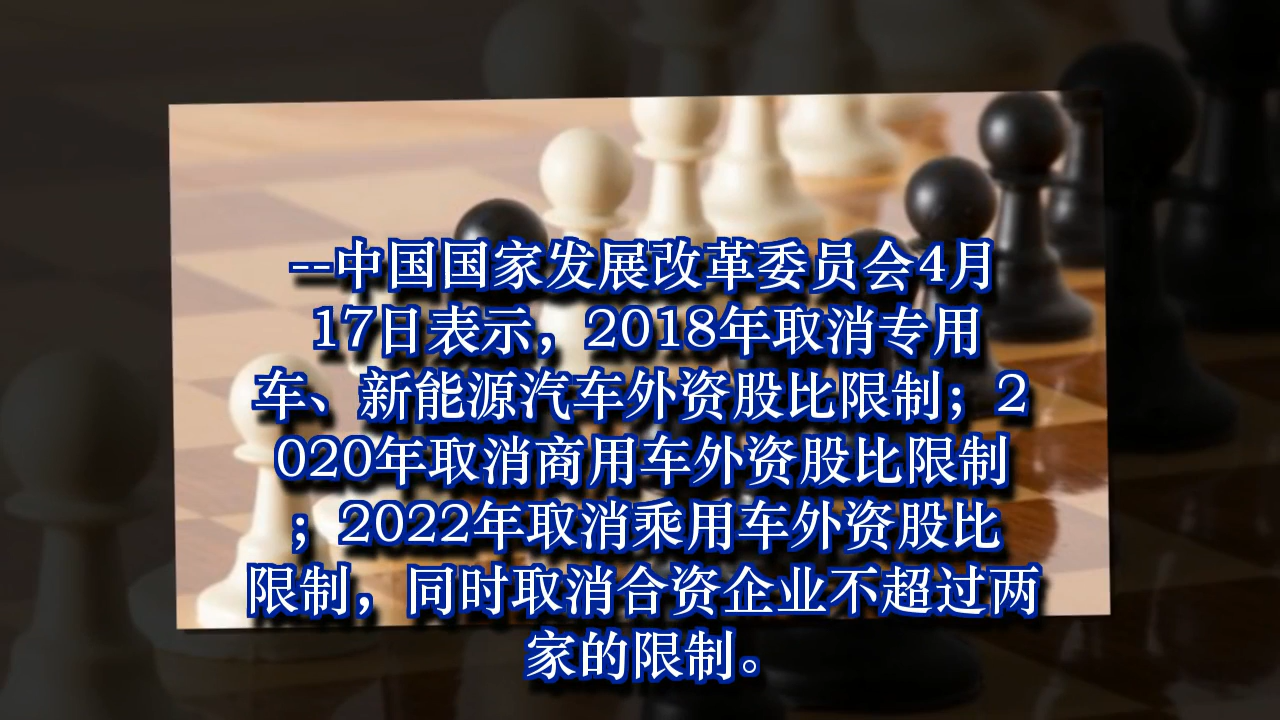 --中国国家发展改革委员会4月
17日表示，2018年取消专用
车、新能源汽车外资股比限制；2
020年取消商用车外资股比限制
；2022年取消乘用车外资股比
限制，同时取消合资企业不超过两
家的限制。